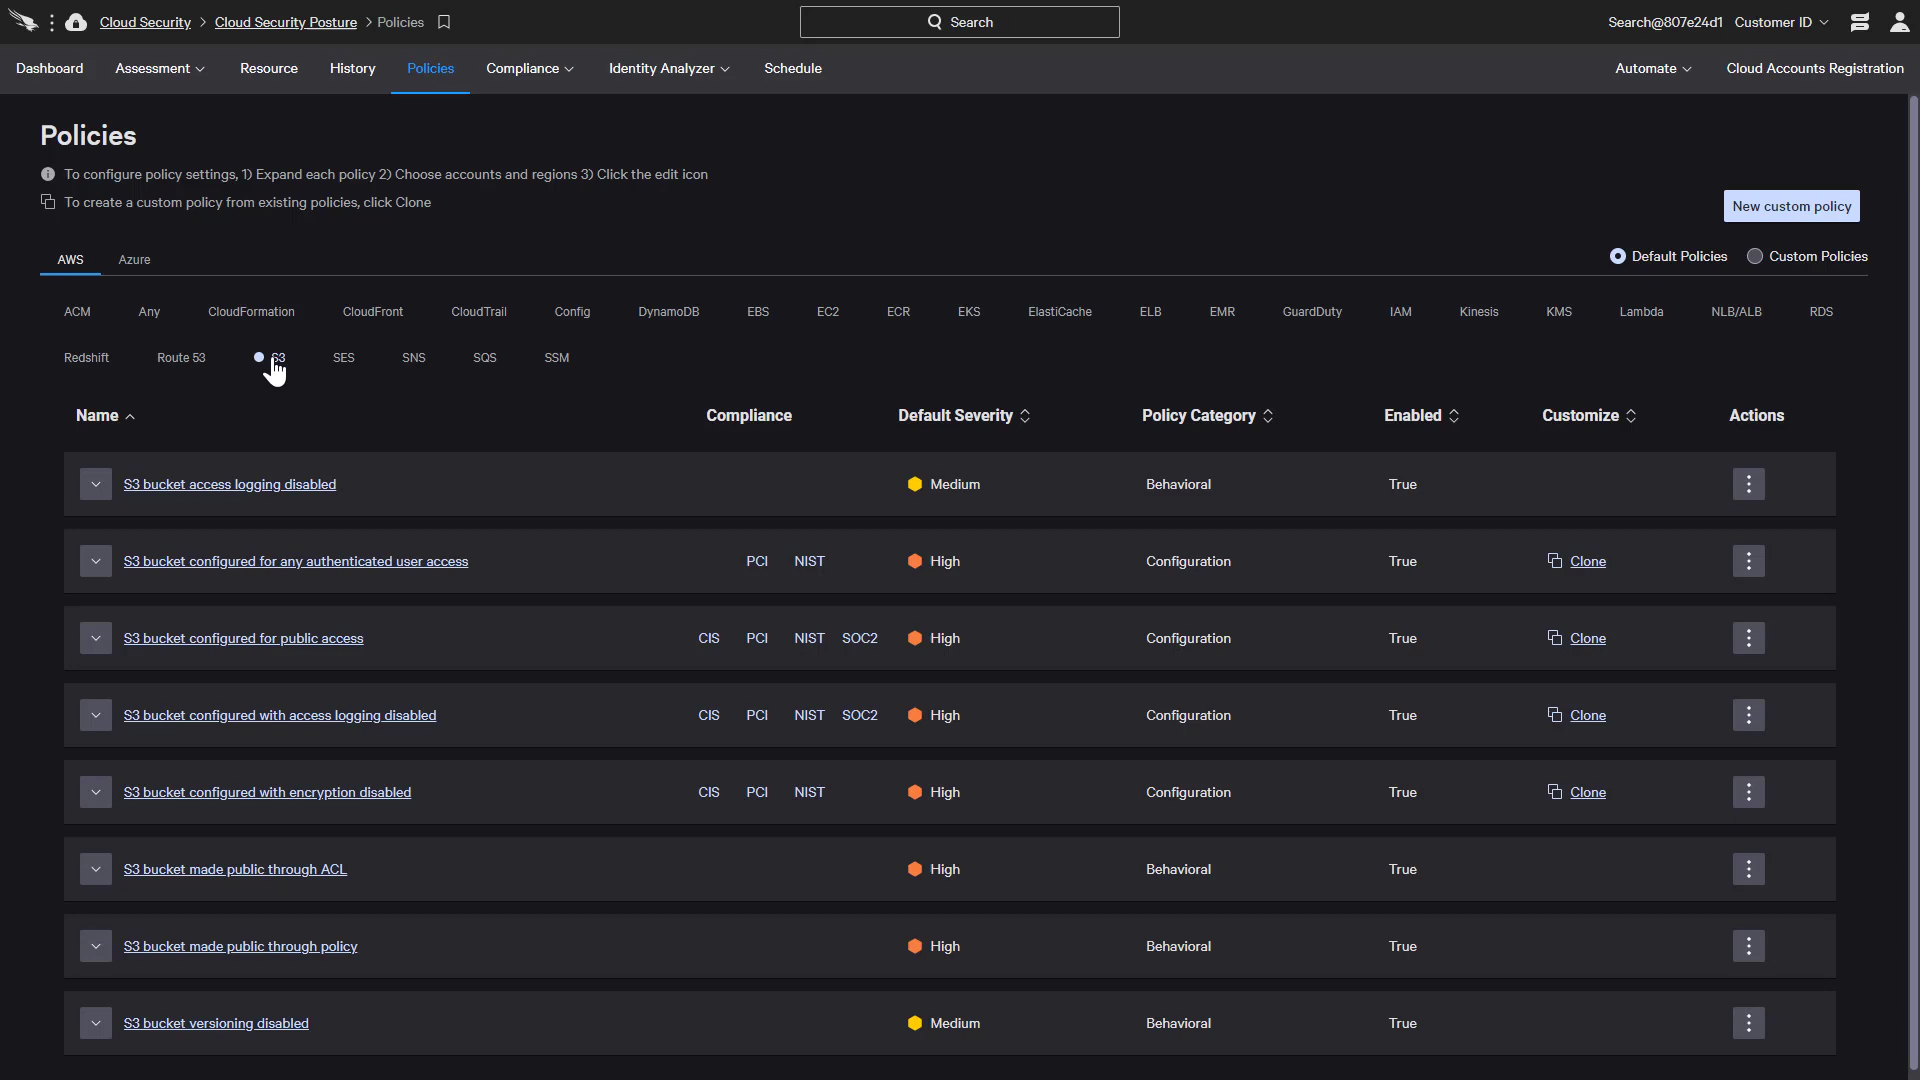 Cloud Security > Cloud Security Posture > Policies
Search
Search@807e24d1 Customer ID
Dashboard Assessment Resource History Policies Compliance Identity Analyzer Schedule Automate Cloud Accounts Registration
Policies
To configure policy settings, 1) Expand each policy 2) Choose accounts and regions 3) Click the edit icon
To create a custom policy from existing policies, click Clone
New custom policy
AWS Azure
Default Policies Custom Policies
ACM Any CloudFormation CloudFront CloudTrail Config DynamoDB EBS EC2 ECR EKS ElastiCache ELB EMR GuardDuty IAM Kinesis KMS Lambda NLB/ALB RDS
Redshift Route 53 S3 SES SNS SQS SSM
Name Compliance Default Severity Policy Category Enabled Customize Actions
S3 bucket access logging disabled Medium Behavioral True
S3 bucket configured for any authenticated user access PCI NIST High Configuration True Clone
S3 bucket configured for public access CIS PCI NIST SOC2 High Configuration True Clone
S3 bucket configured with access logging disabled CIS PCI NIST SOC2 High Configuration True Clone
S3 bucket configured with encryption disabled CIS PCI NIST High Configuration True Clone
S3 bucket made public through ACL High Behavioral True
S3 bucket made public through policy High Behavioral True
S3 bucket versioning disabled Medium Behavioral True